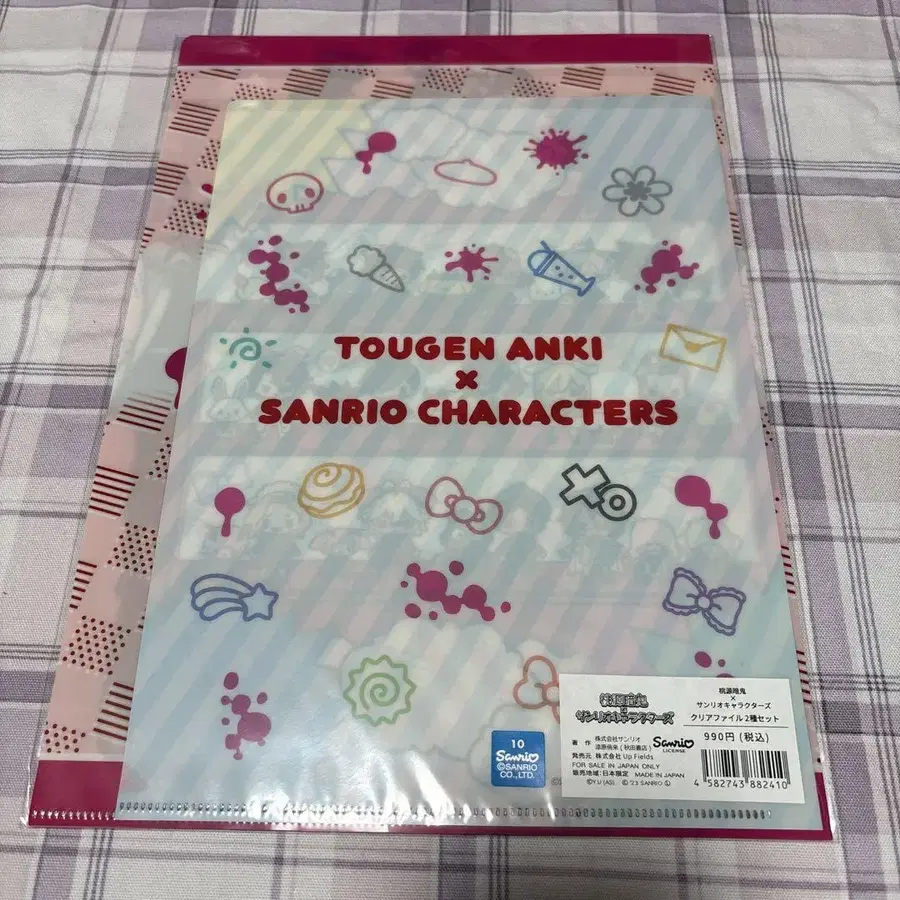 TOUGEN ANKI
×
SANRIO CHARACTERS
10
Sanrio
©SANRIO
CO.,LTD.
桃源暗鬼
×
サンリオキャラクターズ
桃源暗鬼
×
サンリオキャラクターズ
クリアファイル2種セット
990円(税込)
著作 株式会社サンリオ
漆原侑来(秋田書店)
Sanrio
LICENSE
発売元 株式会社 Up Fields
FOR SALE IN JAPAN ONLY
販売地域:日本限定 MADE IN JAPAN
©Y.U (AS). © '23 SANRIO
4 582743 882410